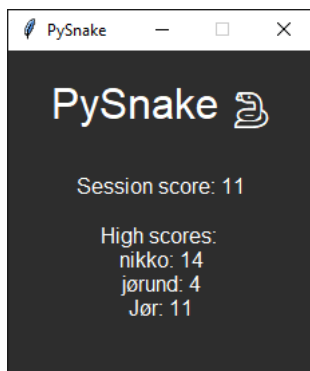 PySnake
PySnake 🐍
Session score: 11
High scores:
nikko: 14
jørund: 4
Jør: 11